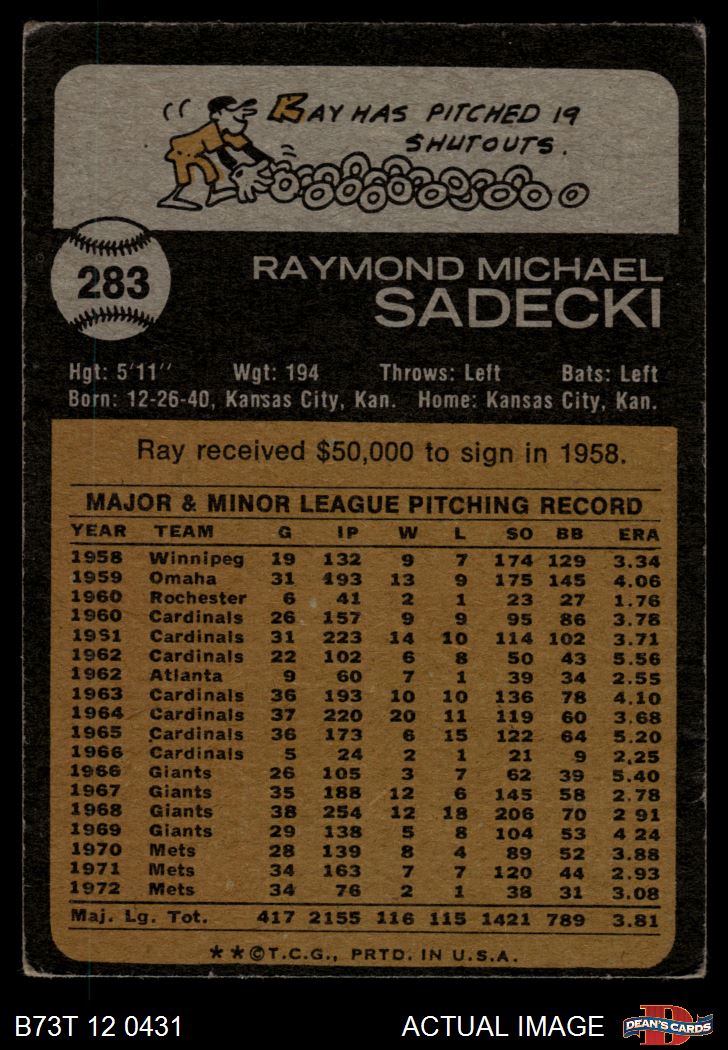 RAY HAS PITCHED 19
SHUTOUTS.
283
RAYMOND MICHAEL
SADECKI
Hgt: 5'11" Wgt: 194 Throws: Left Bats: Left
Born: 12-26-40, Kansas City, Kan. Home: Kansas City, Kan.
Ray received $50,000 to sign in 1958.
MAJOR & MINOR LEAGUE PITCHING RECORD
YEAR TEAM G IP W L SO BB ERA
1958 Winnipeg 19 132 9 7 174 129 3.34
1959 Omaha 31 193 13 9 175 145 4.06
1960 Rochester 6 41 2 1 23 27 1.76
1960 Cardinals 26 157 9 9 95 86 3.78
1961 Cardinals 31 223 14 10 114 102 3.71
1962 Cardinals 22 102 6 8 50 43 5.56
1962 Atlanta 9 60 7 1 39 34 2.55
1963 Cardinals 36 193 10 10 136 78 4.10
1964 Cardinals 37 220 20 11 119 60 3.68
1965 Cardinals 36 173 6 15 122 64 5.20
1966 Cardinals 5 24 2 1 21 9 2.25
1966 Giants 26 105 3 7 62 39 5.40
1967 Giants 35 188 12 6 145 58 2.78
1968 Giants 38 254 12 18 206 70 2 91
1969 Giants 29 138 5 8 104 53 4 24
1970 Mets 28 139 8 4 89 52 3.88
1971 Mets 34 163 7 7 120 44 2.93
1972 Mets 34 76 2 1 38 31 3.08
Maj. Lg. Tot. 417 2155 116 115 1421 789 3.81
**©T.C.G., PRTD. IN U.S.A.
B73T 12 0431 ACTUAL IMAGE
D
DEAN'S CARDS